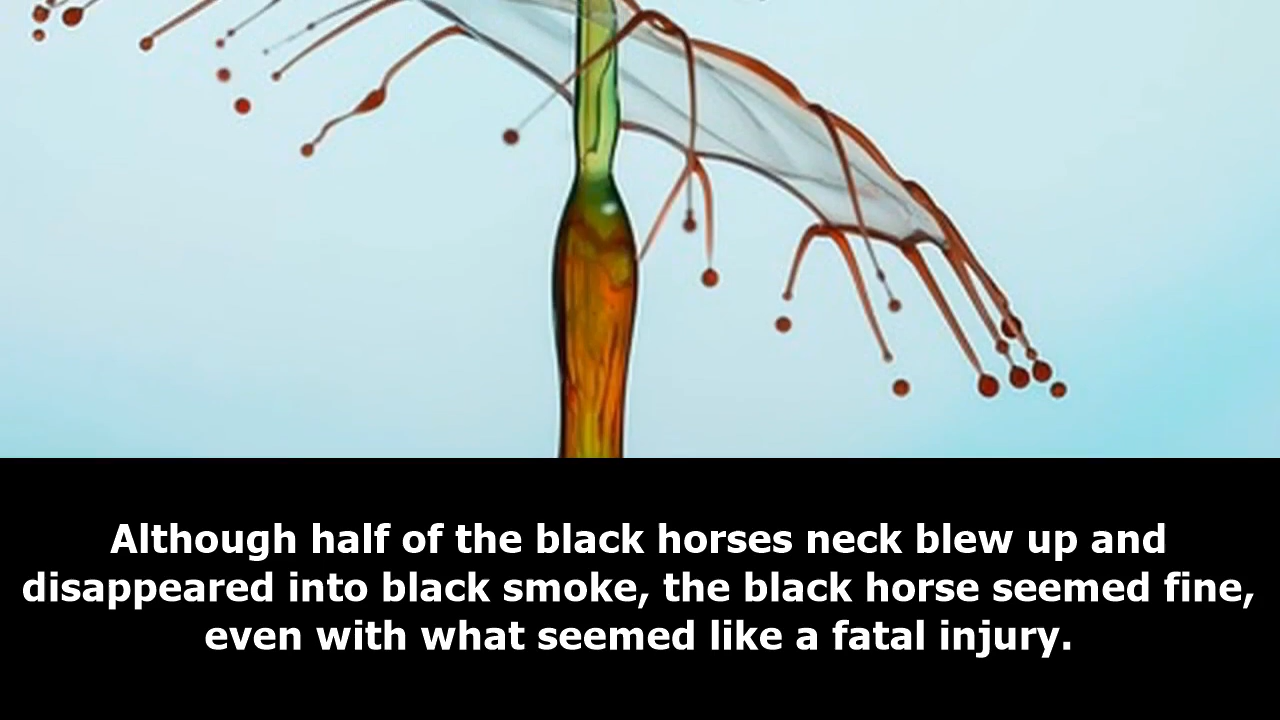 Although half of the black horses neck blew up and
disappeared into black smoke, the black horse seemed fine,
even with what seemed like a fatal injury.